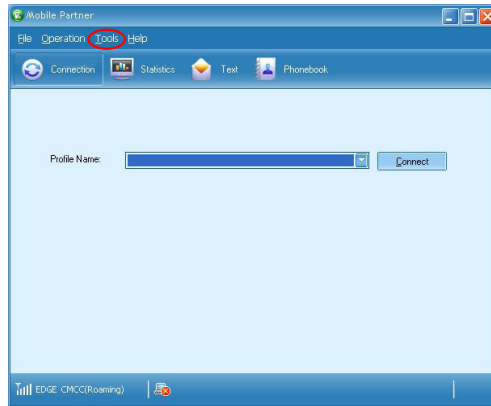 Mobile Partner
File Operation Tools Help
Connection Statistics Text Phonebook
Profile Name: Connect
EDGE CMCC(Roaming)